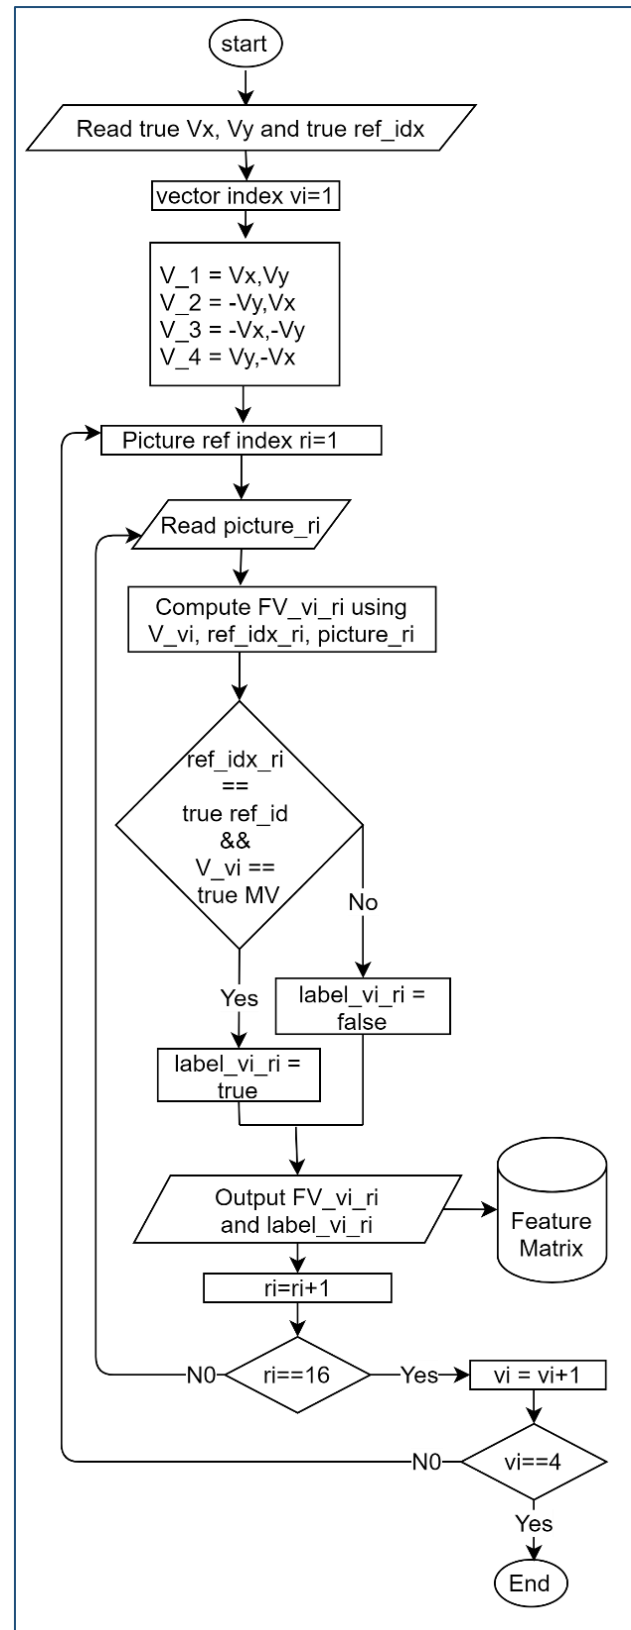 start
Read true Vx, Vy and true ref_idx
vector index vi=1
V_1 = Vx,Vy
V_2 = -Vy,Vx
V_3 = -Vx,-Vy
V_4 = Vy,-Vx
Picture ref index ri=1
Read picture_ri
Compute FV_vi_ri using
V_vi, ref_idx_ri, picture_ri
ref_idx_ri
==
true ref_id
&&
V_vi ==
true MV
No
Yes
label_vi_ri =
false
label_vi_ri =
true
Output FV_vi_ri
and label_vi_ri
Feature
Matrix
ri=ri+1
N0
ri==16
Yes
vi = vi+1
N0
vi==4
Yes
End